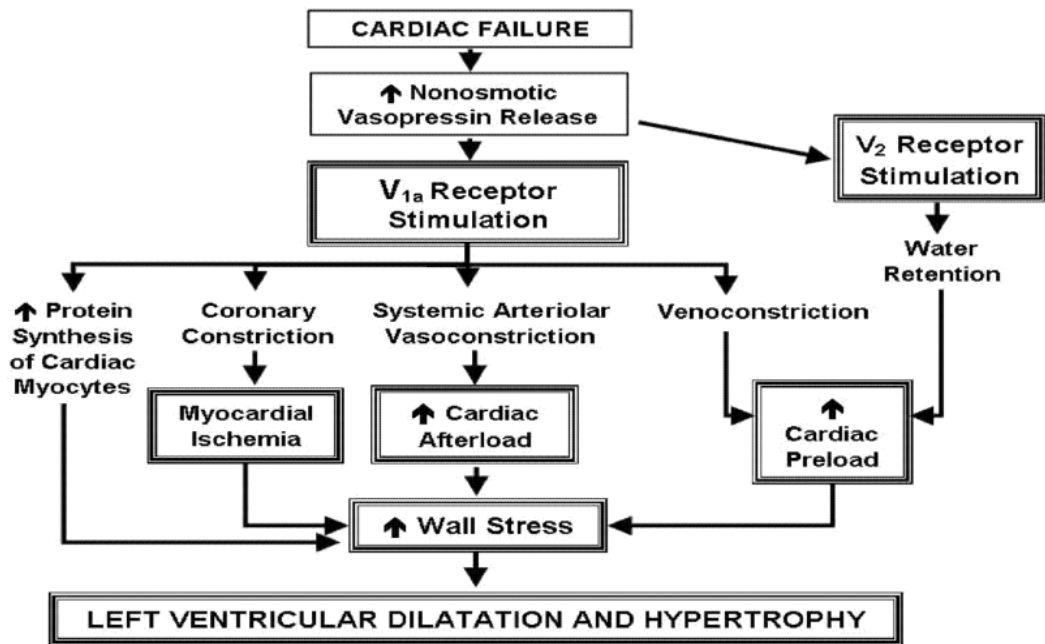 CARDIAC FAILURE
↑ Nonosmotic
Vasopressin Release
V1a Receptor
Stimulation
V2 Receptor
Stimulation
Water
Retention
↑ Protein
Synthesis
of Cardiac
Myocytes
Coronary
Constriction
Systemic Arteriolar
Vasoconstriction
Venoconstriction
Myocardial
Ischemia
↑ Cardiac
Afterload
↑
Cardiac
Preload
↑ Wall Stress
LEFT VENTRICULAR DILATATION AND HYPERTROPHY